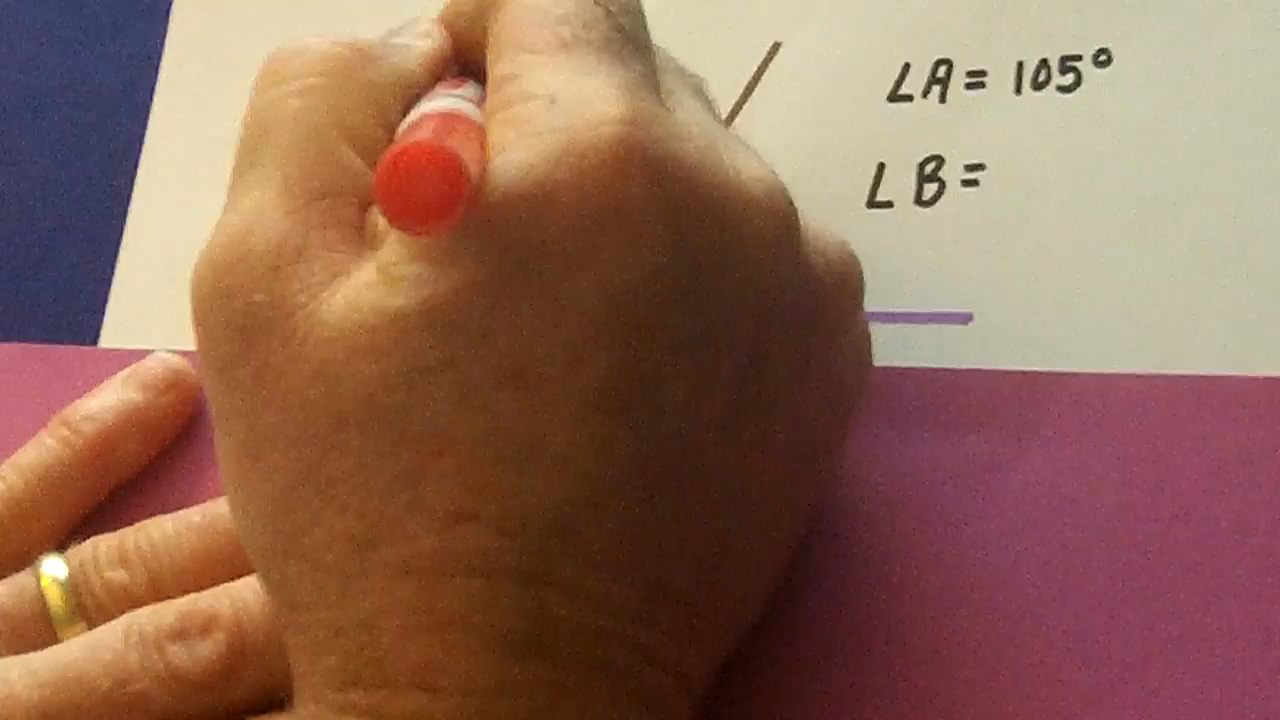 ∠A = 105°
∠B =